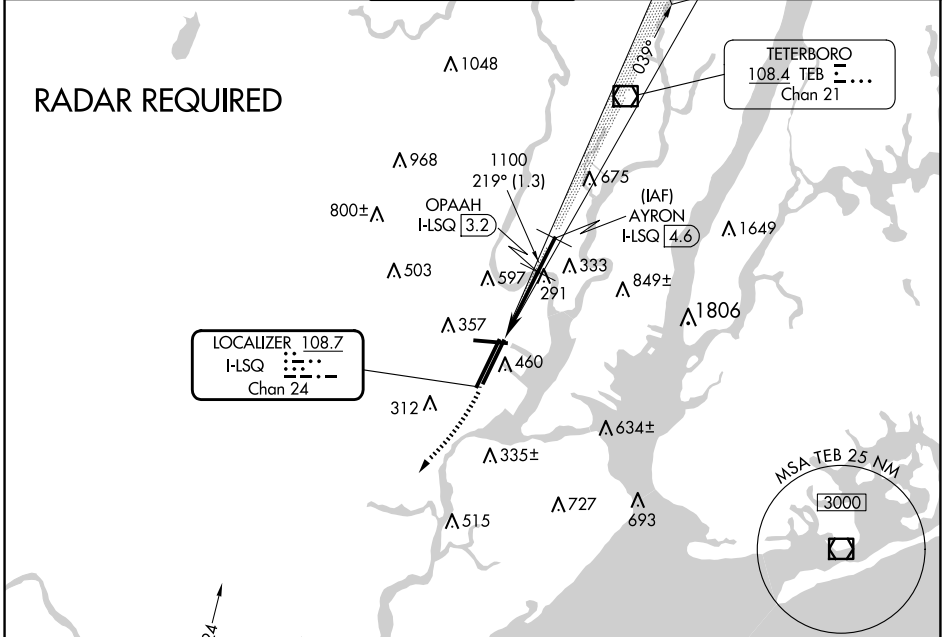 RADAR REQUIRED
1048
039°
TETERBORO
108.4 TEB
Chan 21
968
1100
219° (1.3)
675
800±
OPAAH
I-LSQ 3.2
(IAF)
AYRON
I-LSQ 4.6
1649
503
597
291
333
849±
1806
357
LOCALIZER 108.7
I-LSQ
Chan 24
460
312
335±
634±
515
727
693
MSA TEB 25 NM
3000